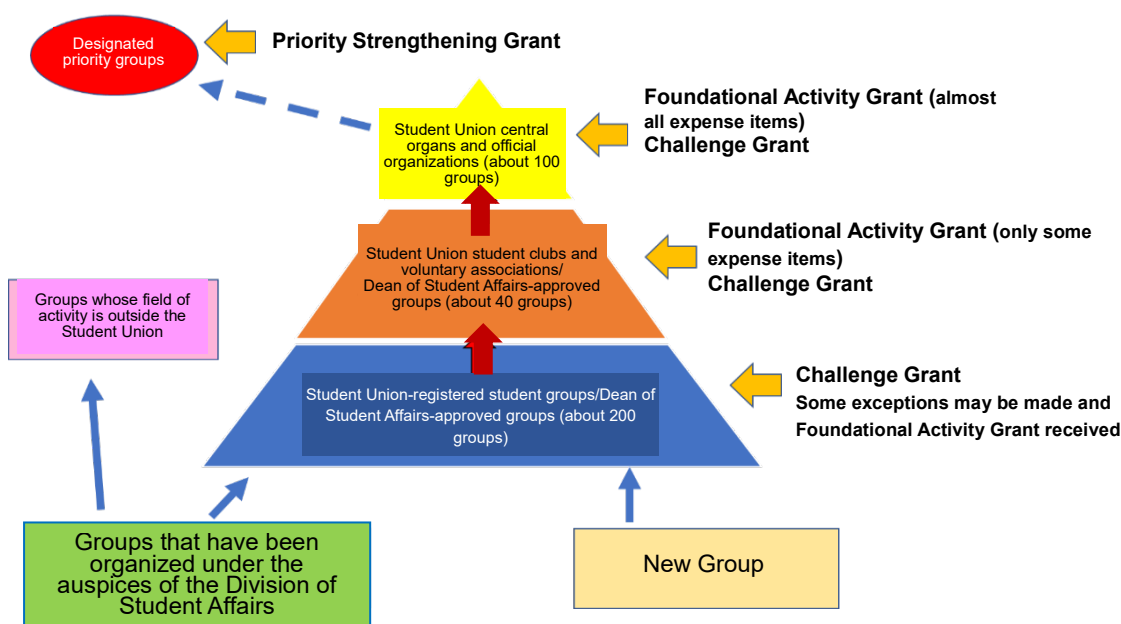 Designated
priority groups
Priority Strengthening Grant
Student Union central
organs and official
organizations (about 100
groups)
Foundational Activity Grant (almost
all expense items)
Challenge Grant
Student Union student clubs and
voluntary associations/
Dean of Student Affairs-approved
groups (about 40 groups)
Foundational Activity Grant (only some
expense items)
Challenge Grant
Groups whose field of
activity is outside the
Student Union
Student Union-registered student groups/Dean of
Student Affairs-approved groups (about 200
groups)
Challenge Grant
Some exceptions may be made and
Foundational Activity Grant received
Groups that have been
organized under the
auspices of the Division of
Student Affairs
New Group